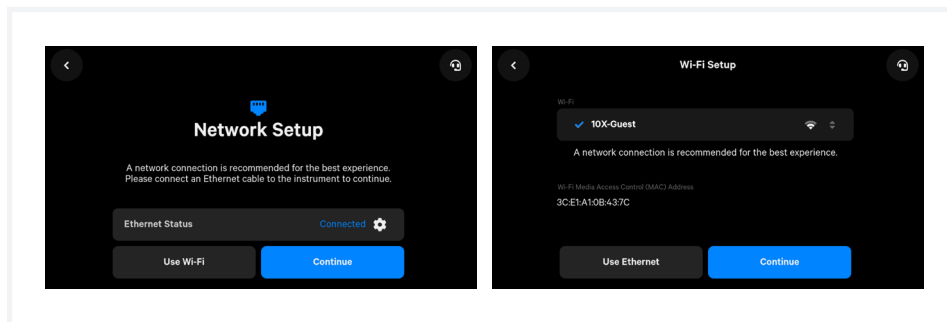 Network Setup
A network connection is recommended for the best experience.
Please connect an Ethernet cable to the instrument to continue.
Ethernet Status Connected
Use Wi-Fi Continue
Wi-Fi Setup
Wi-Fi
10X-Guest
A network connection is recommended for the best experience.
Wi-Fi Media Access Control (MAC) Address
3C:E1:A1:0B:43:7C
Use Ethernet Continue